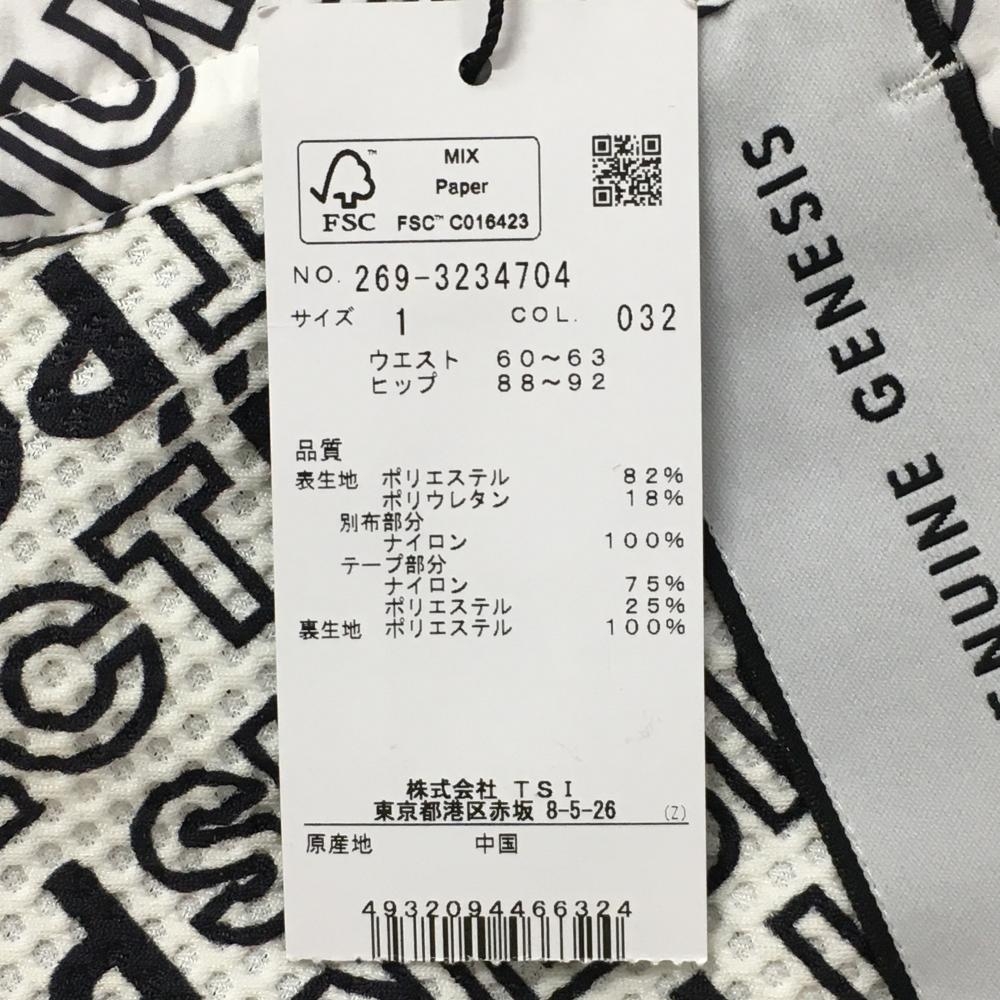 MIX
Paper
FSC™ C016423
FSC
NO. 269-3234704
サイズ 1 COL. 032
ウエスト 60〜63
ヒップ 88〜92
品質
表生地 ポリエステル 82%
ポリウレタン 18%
別布部分
ナイロン 100%
テープ部分
ナイロン 75%
ポリエステル 25%
裏生地 ポリエステル 100%
株式会社 TSI
東京都港区赤坂 8-5-26 (Z)
原産地 中国
4932094466324
GENUINE GENESIS